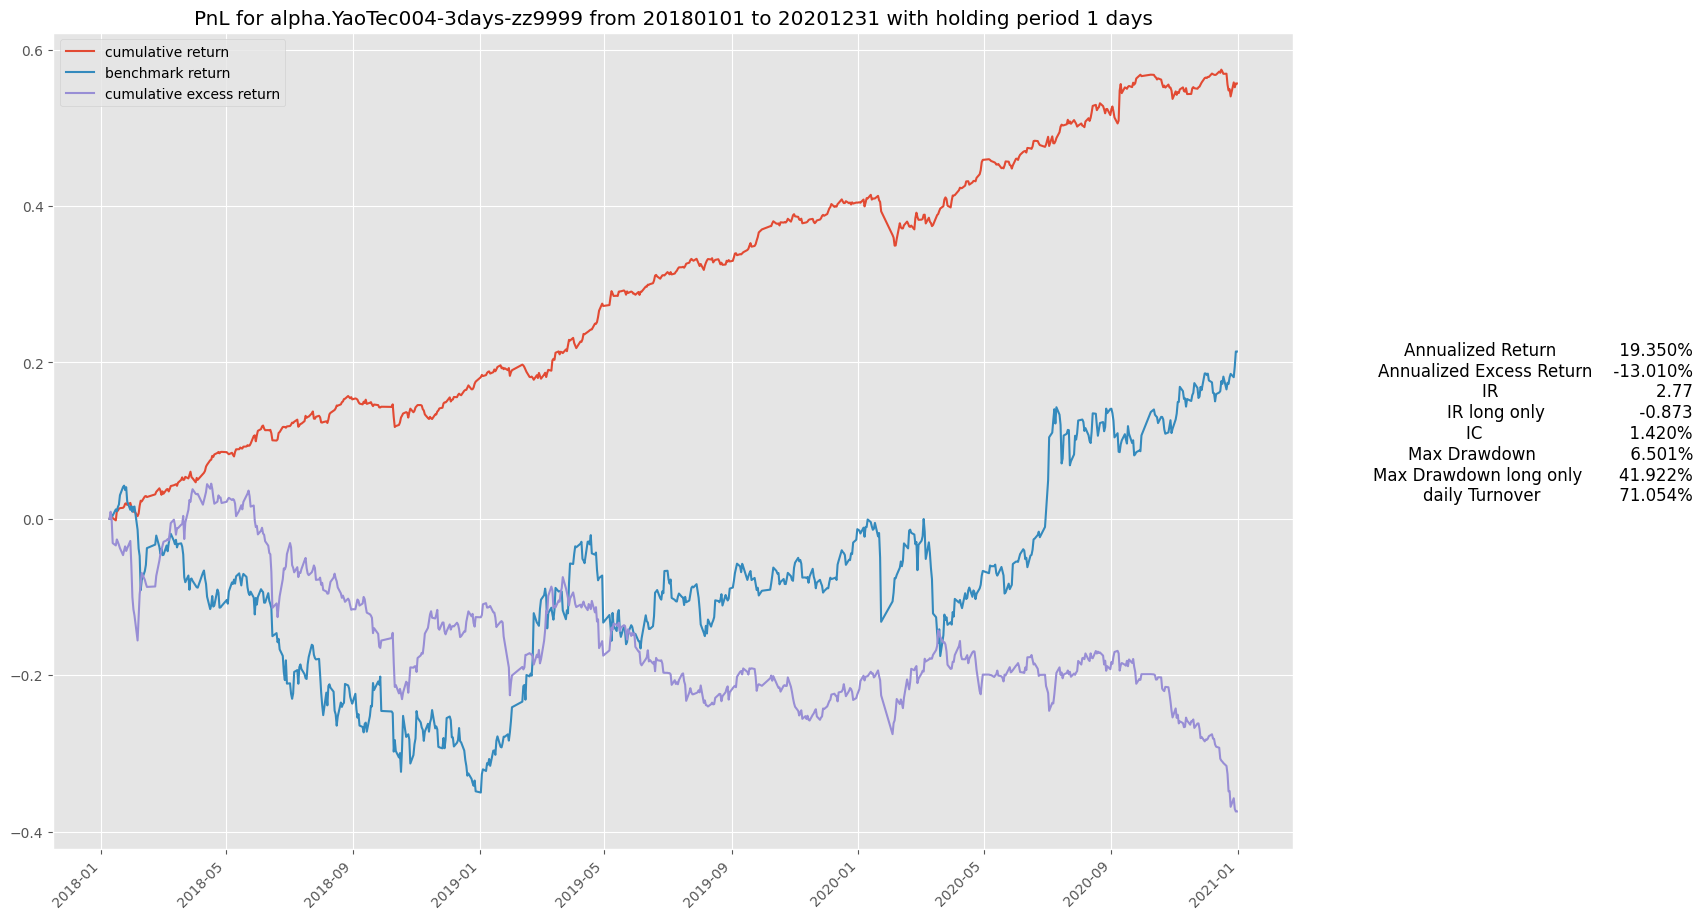 PnL for alpha.YaoTec004-3days-zz9999 from 20180101 to 20201231 with holding period 1 days
cumulative return
benchmark return
cumulative excess return
0.6
0.4
0.2
0.0
−0.2
−0.4
2018-01
2018-05
2018-09
2019-01
2019-05
2019-09
2020-01
2020-05
2020-09
2021-01
Annualized Return 19.350%
Annualized Excess Return -13.010%
IR 2.77
IR long only -0.873
IC 1.420%
Max Drawdown 6.501%
Max Drawdown long only 41.922%
daily Turnover 71.054%